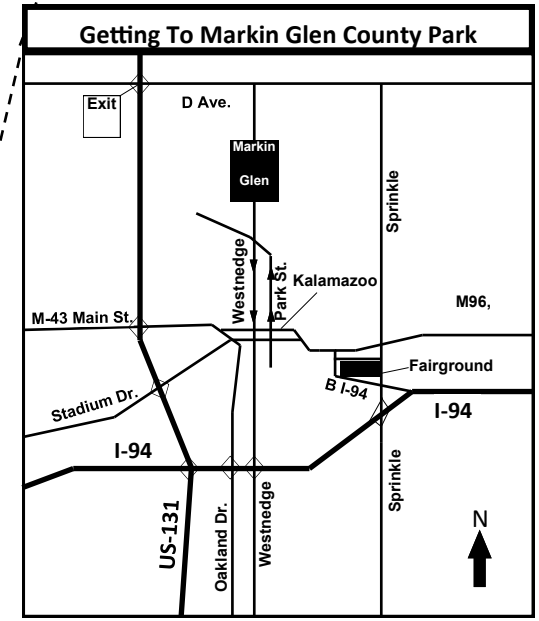 Getting To Markin Glen County Park
Exit
D Ave.
Markin
Glen
Sprinkle
Westnedge
Park St.
Kalamazoo
M-43 Main St.
M96,
Fairground
B I-94
Stadium Dr.
I-94
I-94
US-131
Oakland Dr.
Westnedge
Sprinkle
N